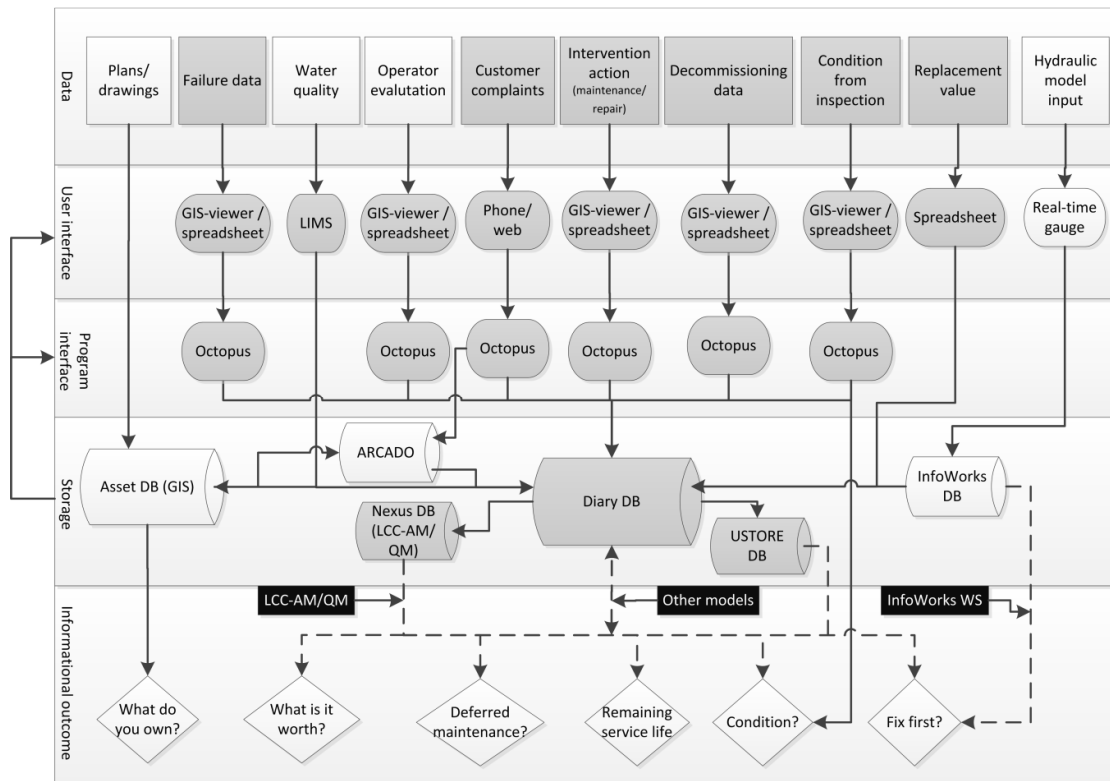 Data
Plans/
drawings
Failure data
Water
quality
Operator
evalutation
Customer
complaints
Intervention
action
(maintenance/
repair)
Decommissioning
data
Condition
from
inspection
Replacement
value
Hydraulic
model
input
User interface
GIS-viewer /
spreadsheet
LIMS
GIS-viewer /
spreadsheet
Phone/
web
GIS-viewer /
spreadsheet
GIS-viewer /
spreadsheet
GIS-viewer /
spreadsheet
Spreadsheet
Real-time
gauge
Program
interface
Octopus
Octopus
Octopus
Octopus
Octopus
Octopus
Storage
Asset DB (GIS)
ARCADO
Nexus DB
(LCC-AM/
QM)
Diary DB
USTORE
DB
InfoWorks
DB
Informational outcome
LCC-AM/QM
Other models
InfoWorks WS
What do
you own?
What is it
worth?
Deferred
maintenance?
Remaining
service life
Condition?
Fix first?